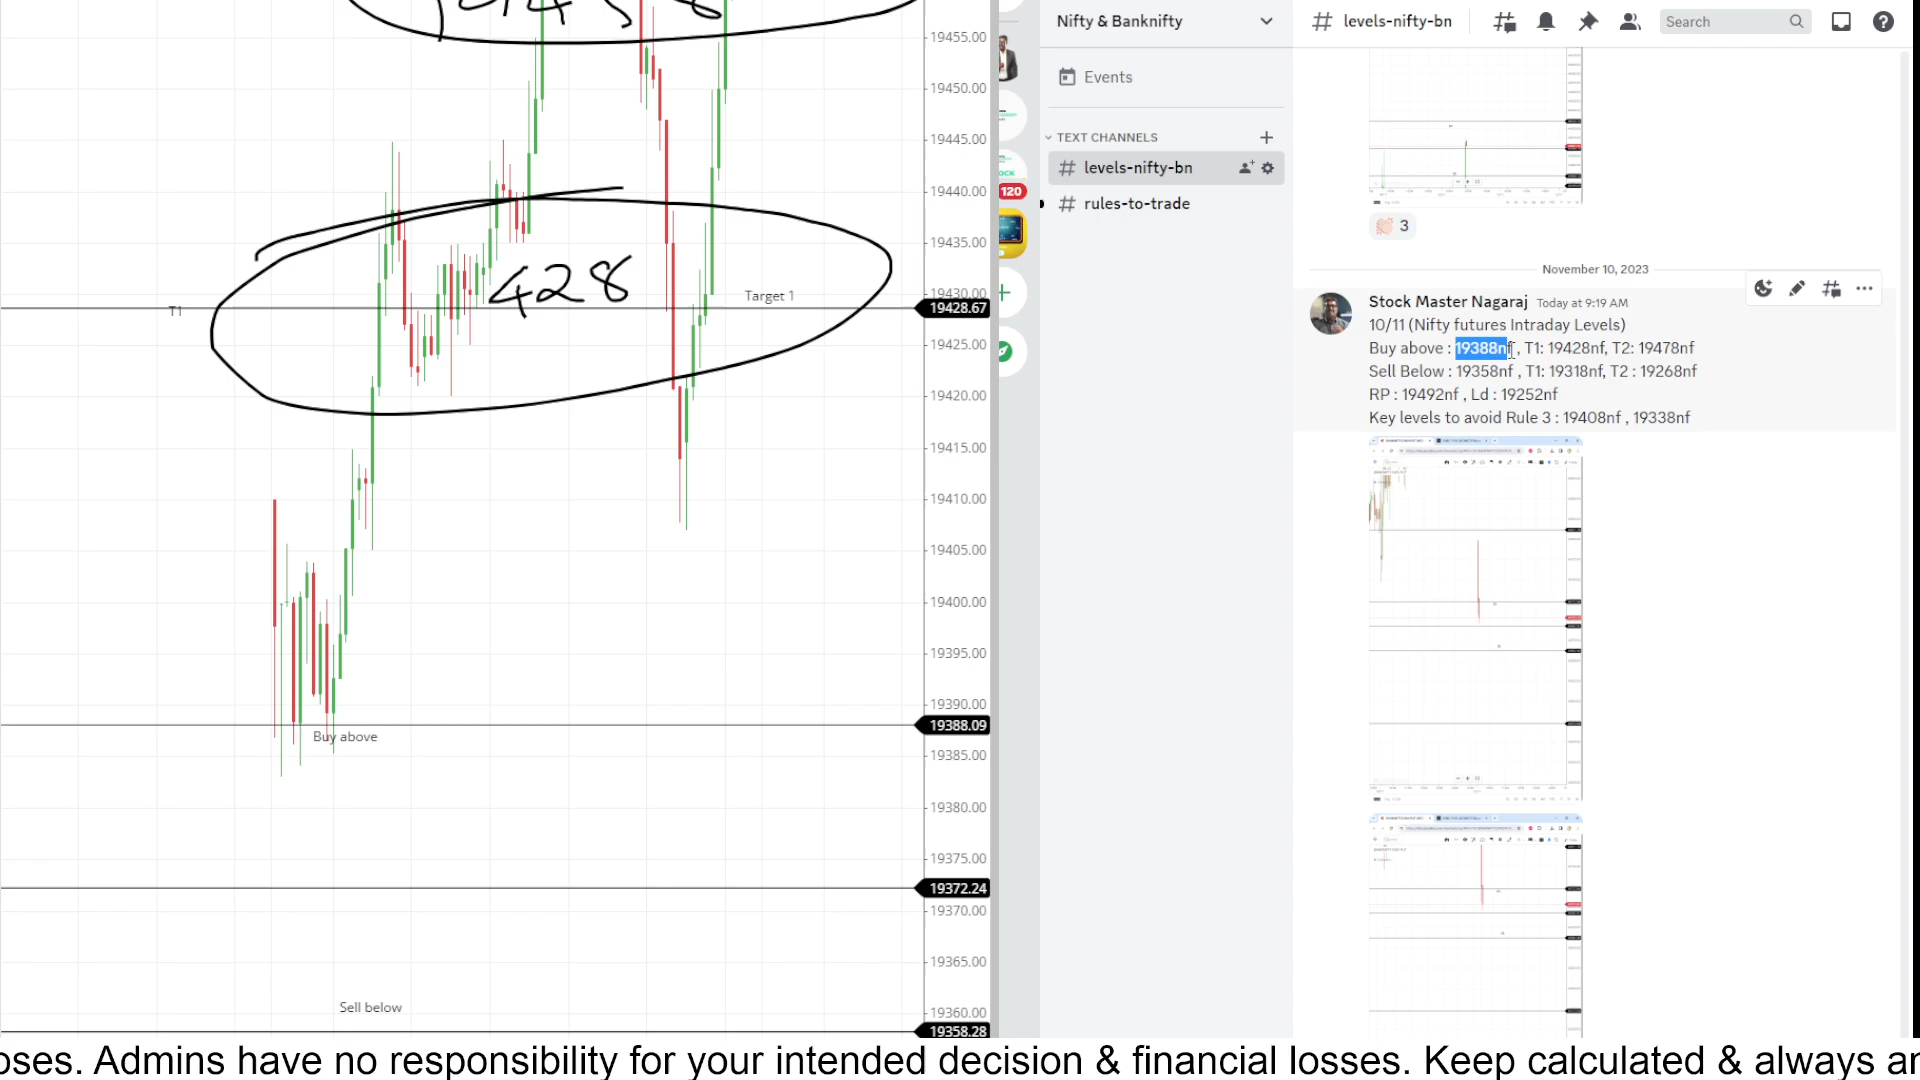 19455.00
19450.00
19445.00
19440.00
19435.00
19430.00
19428.67
19425.00
19420.00
19415.00
19410.00
19405.00
19400.00
19395.00
19390.00
19388.09
19385.00
19380.00
19375.00
19372.24
19370.00
19365.00
19360.00
19358.28
T1
428
Target 1
Buy above
Sell below
Nifty & Banknifty
Events
TEXT CHANNELS
levels-nifty-bn
rules-to-trade
OCK
120
# levels-nifty-bn
Search
3
November 10, 2023
Stock Master Nagaraj Today at 9:19 AM
10/11 (Nifty futures Intraday Levels)
Buy above : 19388nf , T1: 19428nf, T2: 19478nf
Sell Below : 19358nf , T1: 19318nf, T2 : 19268nf
RP : 19492nf , Ld : 19252nf
Key levels to avoid Rule 3 : 19408nf , 19338nf
oses. Admins have no responsibility for your intended decision & financial losses. Keep calculated & always ar